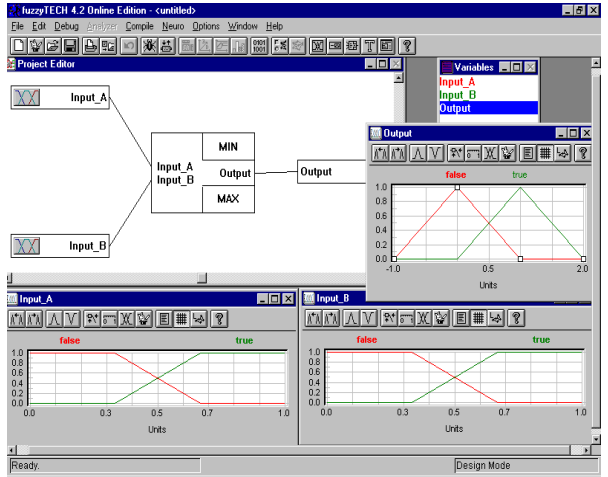 fuzzyTECH 4.2 Online Edition - <untitled>
File Edit Debug Analyzer Compile Neuro Options Window Help
0101
1001
T
?
Project Editor
Input_A
Input_B
Input_A
Input_B
MIN
Output
MAX
Output
Variables
Input_A
Input_B
Output
Output
?
false true
1.0
0.8
0.6
0.4
0.2
0.0
-1.0 0.5 2.0
Units
Input_A
?
false true
1.0
0.8
0.6
0.4
0.2
0.0
0.0 0.3 0.5 0.7 1.0
Units
Input_B
?
false true
1.0
0.8
0.6
0.4
0.2
0.0
0.0 0.3 0.5 0.7 1.0
Units
Ready.
Design Mode